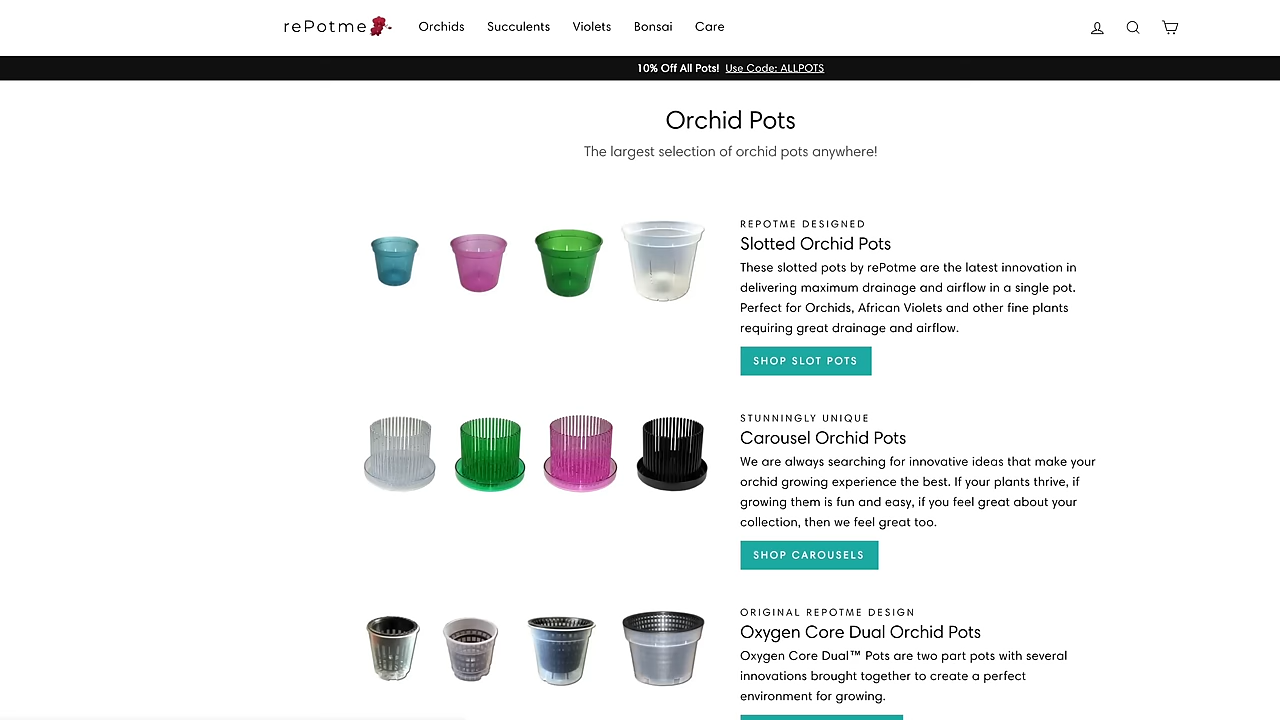 rePotme Orchids Succulents Violets Bonsai Care
10% Off All Pots! Use Code: ALLPOTS
Orchid Pots
The largest selection of orchid pots anywhere!
REPOTME DESIGNED
Slotted Orchid Pots
These slotted pots by rePotme are the latest innovation in
delivering maximum drainage and airflow in a single pot.
Perfect for Orchids, African Violets and other fine plants
requiring great drainage and airflow.
SHOP SLOT POTS
STUNNINGLY UNIQUE
Carousel Orchid Pots
We are always searching for innovative ideas that make your
orchid growing experience the best. If your plants thrive, if
growing them is fun and easy, if you feel great about your
collection, then we feel great too.
SHOP CAROUSELS
ORIGINAL REPOTME DESIGN
Oxygen Core Dual Orchid Pots
Oxygen Core Dual™ Pots are two part pots with several
innovations brought together to create a perfect
environment for growing.